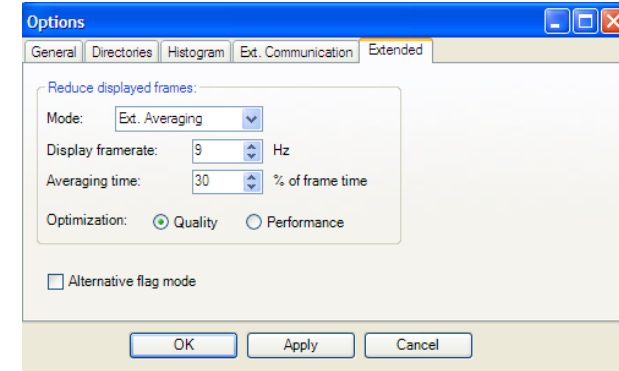 Options
General Directories Histogram Ext. Communication Extended
Reduce displayed frames:
Mode: Ext. Averaging
Display framerate: 9 Hz
Averaging time: 30 % of frame time
Optimization: Quality Performance
Alternative flag mode
OK Apply Cancel